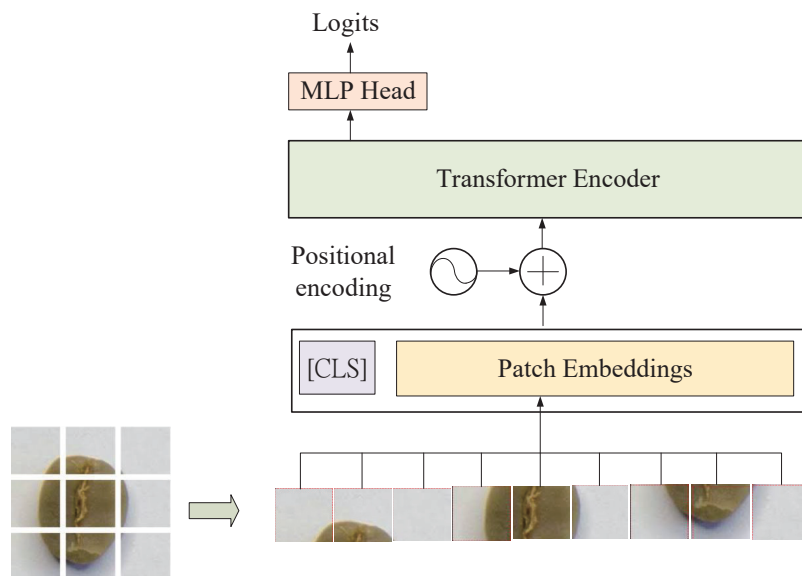 Logits
MLP Head
Transformer Encoder
Positional
encoding
[CLS]
Patch Embeddings